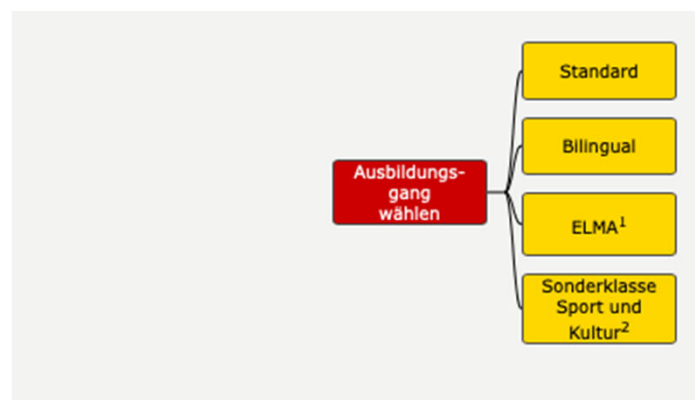 Ausbildungs-
gang
wählen
Standard
Bilingual
ELMA¹
Sonderklasse
Sport und
Kultur²